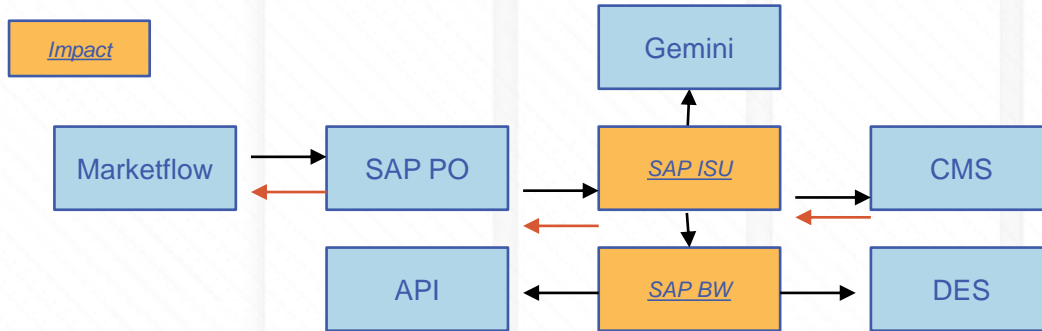 Impact
Gemini
Marketflow
SAP PO
SAP ISU
CMS
API
SAP BW
DES